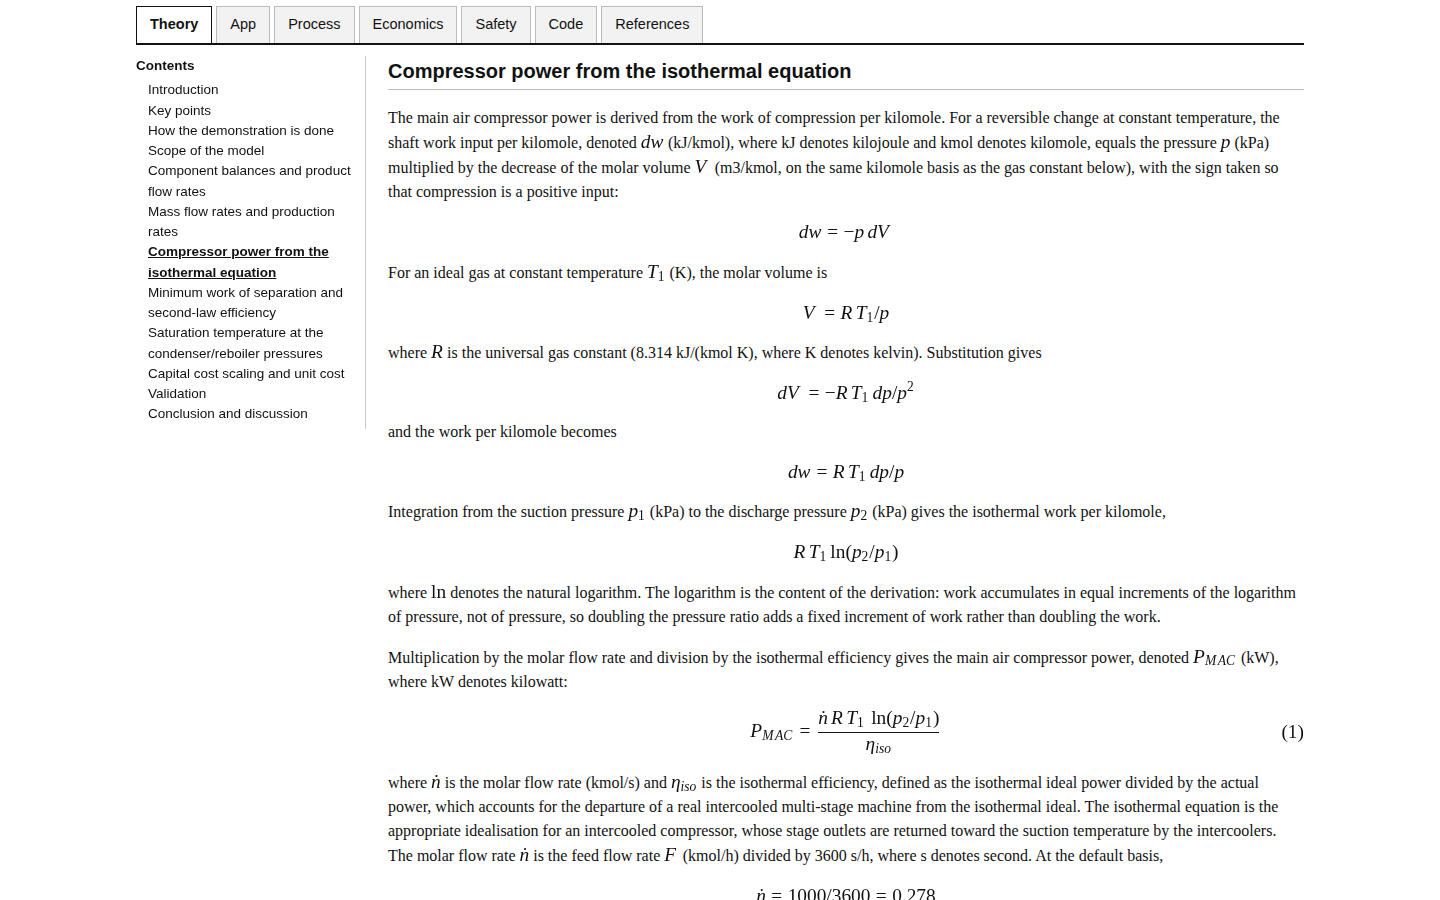 Theory App Process Economics Safety Code References
Contents
Introduction
Key points
How the demonstration is done
Scope of the model
Component balances and product
flow rates
Mass flow rates and production
rates
Compressor power from the
isothermal equation
Minimum work of separation and
second-law efficiency
Saturation temperature at the
condenser/reboiler pressures
Capital cost scaling and unit cost
Validation
Conclusion and discussion
Compressor power from the isothermal equation
The main air compressor power is derived from the work of compression per kilomole. For a reversible change at constant temperature, the
shaft work input per kilomole, denoted dw (kJ/kmol), where kJ denotes kilojoule and kmol denotes kilomole, equals the pressure p (kPa)
multiplied by the decrease of the molar volume V (m3/kmol, on the same kilomole basis as the gas constant below), with the sign taken so
that compression is a positive input:
dw = −p dV
For an ideal gas at constant temperature T₁ (K), the molar volume is
V = R T₁/p
where R is the universal gas constant (8.314 kJ/(kmol K), where K denotes kelvin). Substitution gives
dV = −R T₁ dp/p²
and the work per kilomole becomes
dw = R T₁ dp/p
Integration from the suction pressure p₁ (kPa) to the discharge pressure p₂ (kPa) gives the isothermal work per kilomole,
R T₁ ln(p₂/p₁)
where ln denotes the natural logarithm. The logarithm is the content of the derivation: work accumulates in equal increments of the logarithm
of pressure, not of pressure, so doubling the pressure ratio adds a fixed increment of work rather than doubling the work.
Multiplication by the molar flow rate and division by the isothermal efficiency gives the main air compressor power, denoted P_MAC (kW),
where kW denotes kilowatt:
P_MAC = ṅ R T₁ ln(p₂/p₁) / η_iso (1)
where ṅ is the molar flow rate (kmol/s) and η_iso is the isothermal efficiency, defined as the isothermal ideal power divided by the actual
power, which accounts for the departure of a real intercooled multi-stage machine from the isothermal ideal. The isothermal equation is the
appropriate idealisation for an intercooled compressor, whose stage outlets are returned toward the suction temperature by the intercoolers.
The molar flow rate ṅ is the feed flow rate F (kmol/h) divided by 3600 s/h, where s denotes second. At the default basis,
ṅ = 1000/3600 = 0.278